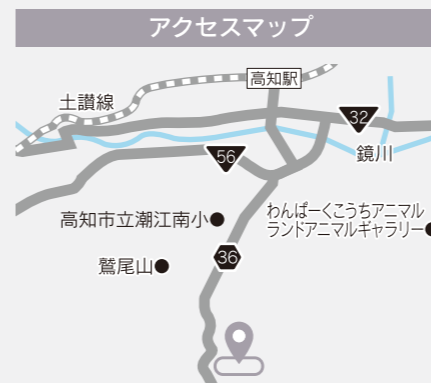 アクセスマップ
高知駅
土讃線
32
56
鏡川
高知市立潮江南小
わんぱーくこうちアニマル
ランドアニマルギャラリー
鷲尾山
36